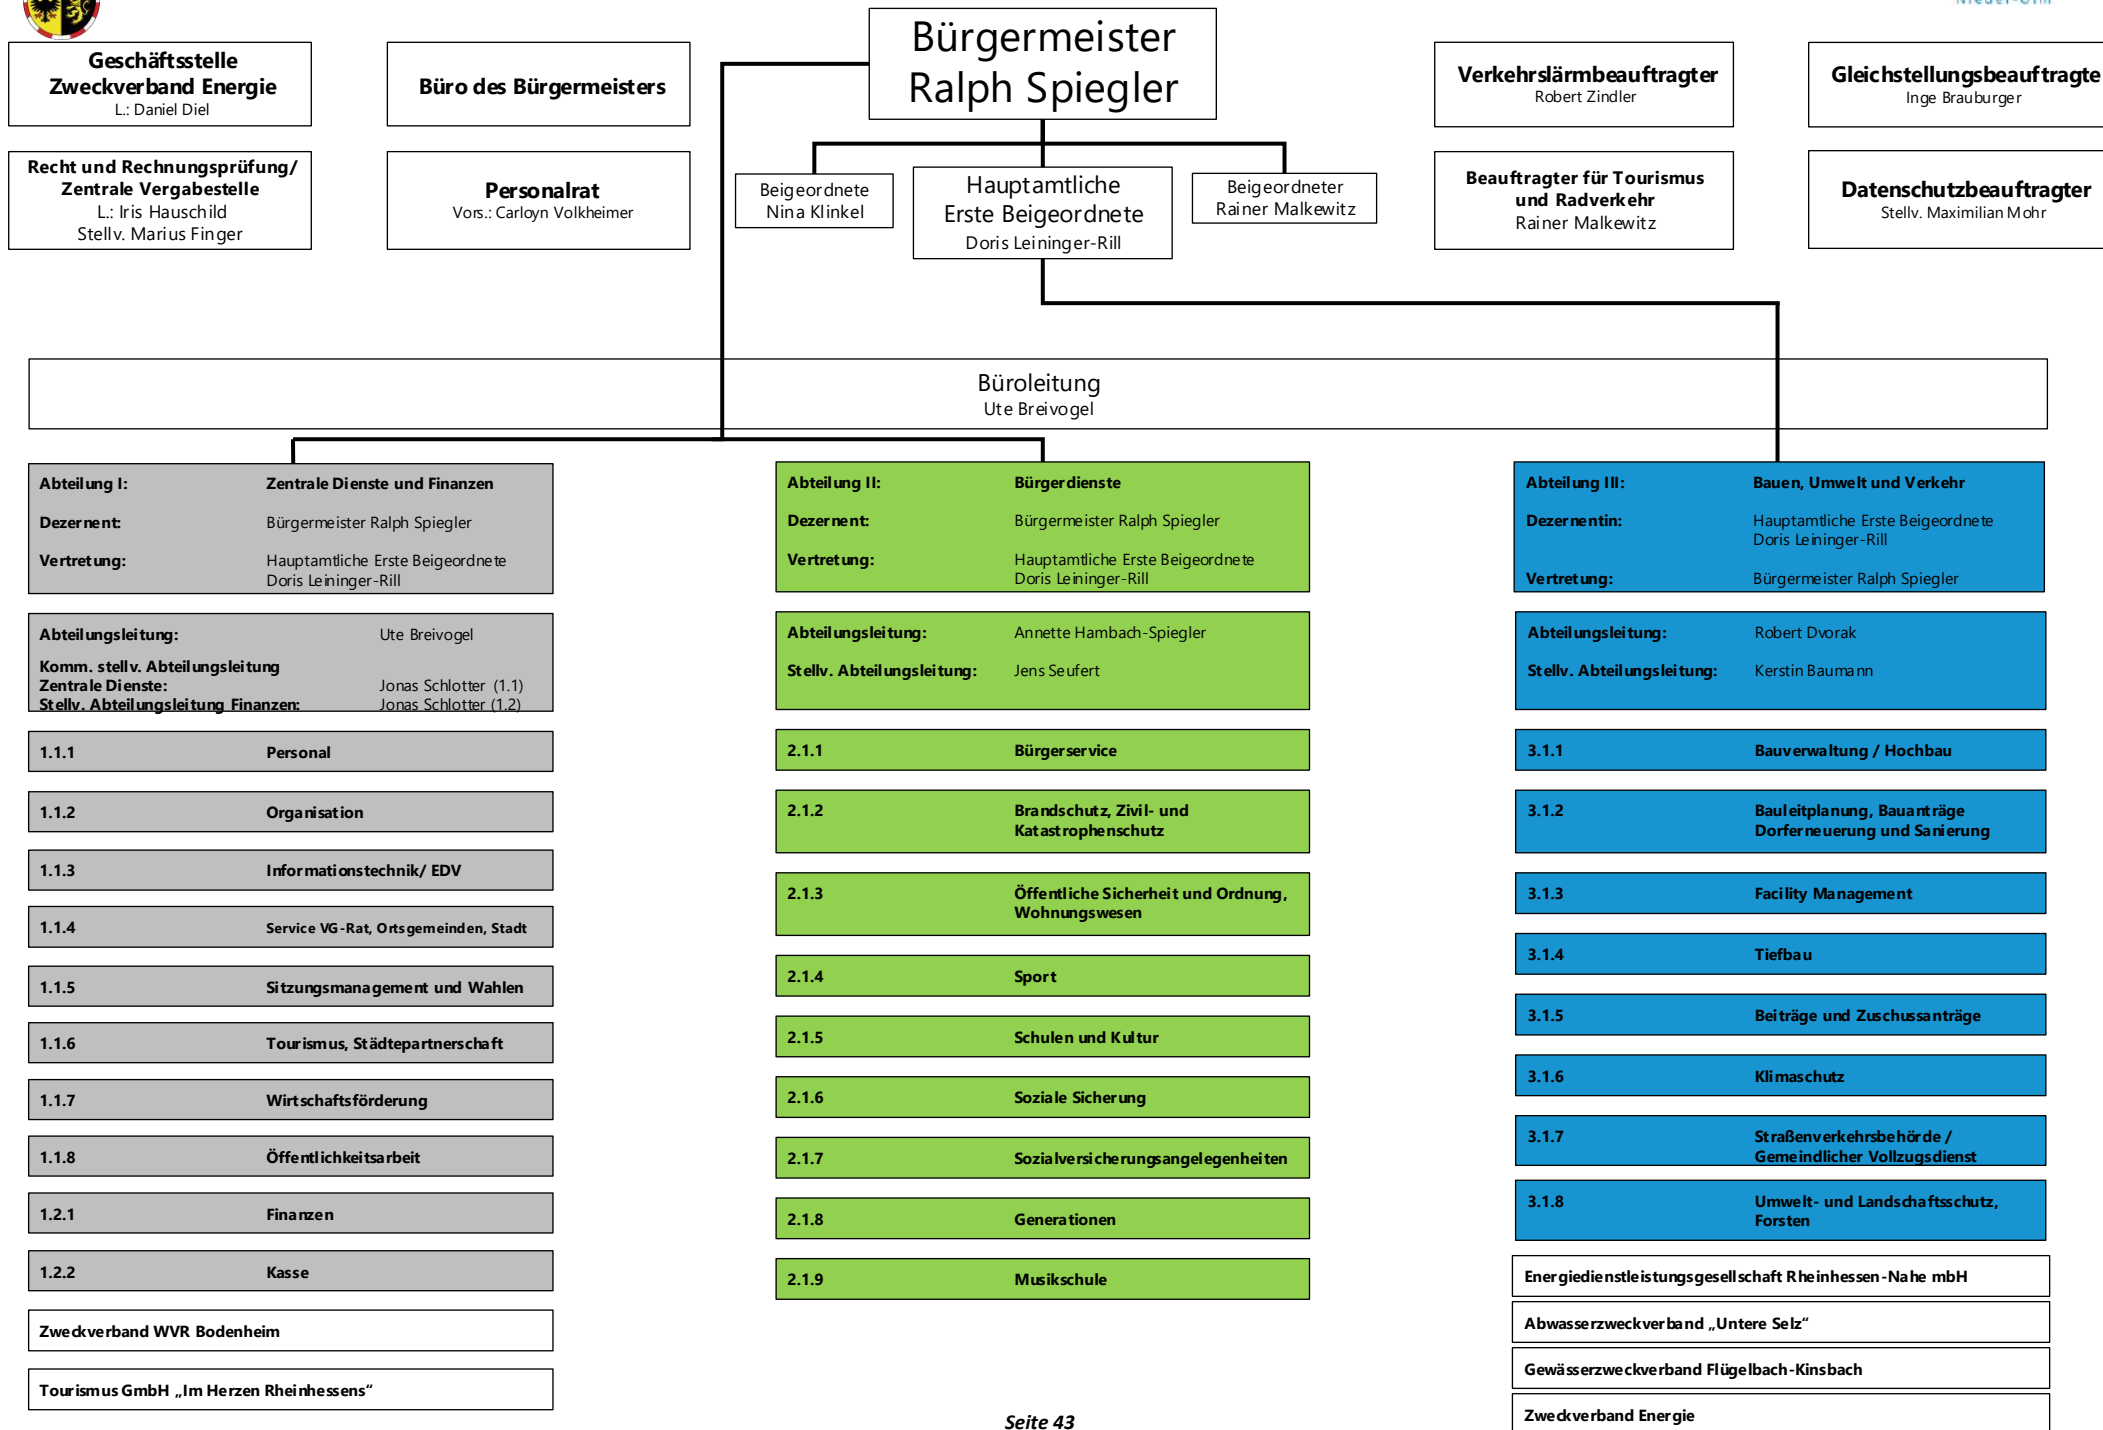 Nieder-Olm
Geschäftsstelle
Zweckverband Energie
L.: Daniel Diel
Büro des Bürgermeisters
Bürgermeister
Ralph Spiegler
Verkehrslärmbeauftragter
Robert Zindler
Gleichstellungsbeauftragte
Inge Brauburger
Recht und Rechnungsprüfung/
Zentrale Vergabestelle
L.: Iris Hauschild
Stellv. Marius Finger
Personalrat
Vors.: Carloyn Volkheimer
Beigeordnete
Nina Klinkel
Hauptamtliche
Erste Beigeordnete
Doris Leininger-Rill
Beigeordneter
Rainer Malkewitz
Beauftragter für Tourismus
und Radverkehr
Rainer Malkewitz
Datenschutzbeauftragter
Stellv. Maximilian Mohr
Büroleitung
Ute Breivogel
Abteilung I: Zentrale Dienste und Finanzen
Dezernent: Bürgermeister Ralph Spiegler
Vertretung: Hauptamtliche Erste Beigeordnete
Doris Leininger-Rill
Abteilungsleitung: Ute Breivogel
Komm. stellv. Abteilungsleitung
Zentrale Dienste: Jonas Schlotter (1.1)
Stellv. Abteilungsleitung Finanzen: Jonas Schlotter (1.2)
1.1.1 Personal
1.1.2 Organisation
1.1.3 Informationstechnik/ EDV
1.1.4 Service VG-Rat, Ortsgemeinden, Stadt
1.1.5 Sitzungsmanagement und Wahlen
1.1.6 Tourismus, Städtepartnerschaft
1.1.7 Wirtschaftsförderung
1.1.8 Öffentlichkeitsarbeit
1.2.1 Finanzen
1.2.2 Kasse
Zweckverband WVR Bodenheim
Tourismus GmbH „Im Herzen Rheinhessens“
Abteilung II: Bürgerdienste
Dezernent: Bürgermeister Ralph Spiegler
Vertretung: Hauptamtliche Erste Beigeordnete
Doris Leininger-Rill
Abteilungsleitung: Annette Hambach-Spiegler
Stellv. Abteilungsleitung: Jens Seufert
2.1.1 Bürgerservice
2.1.2 Brandschutz, Zivil- und
Katastrophenschutz
2.1.3 Öffentliche Sicherheit und Ordnung,
Wohnungswesen
2.1.4 Sport
2.1.5 Schulen und Kultur
2.1.6 Soziale Sicherung
2.1.7 Sozialversicherungsangelegenheiten
2.1.8 Generationen
2.1.9 Musikschule
Abteilung III: Bauen, Umwelt und Verkehr
Dezernentin: Hauptamtliche Erste Beigeordnete
Doris Leininger-Rill
Vertretung: Bürgermeister Ralph Spiegler
Abteilungsleitung: Robert Dvorak
Stellv. Abteilungsleitung: Kerstin Baumann
3.1.1 Bauverwaltung / Hochbau
3.1.2 Bauleitplanung, Bauanträge
Dorferneuerung und Sanierung
3.1.3 Facility Management
3.1.4 Tiefbau
3.1.5 Beiträge und Zuschussanträge
3.1.6 Klimaschutz
3.1.7 Straßenverkehrsbehörde /
Gemeindlicher Vollzugsdienst
3.1.8 Umwelt- und Landschaftsschutz,
Forsten
Energiedienstleistungsgesellschaft Rheinhessen-Nahe mbH
Abwasserzweckverband „Untere Selz“
Gewässerzweckverband Flügelbach-Kinsbach
Zweckverband Energie
Seite 43